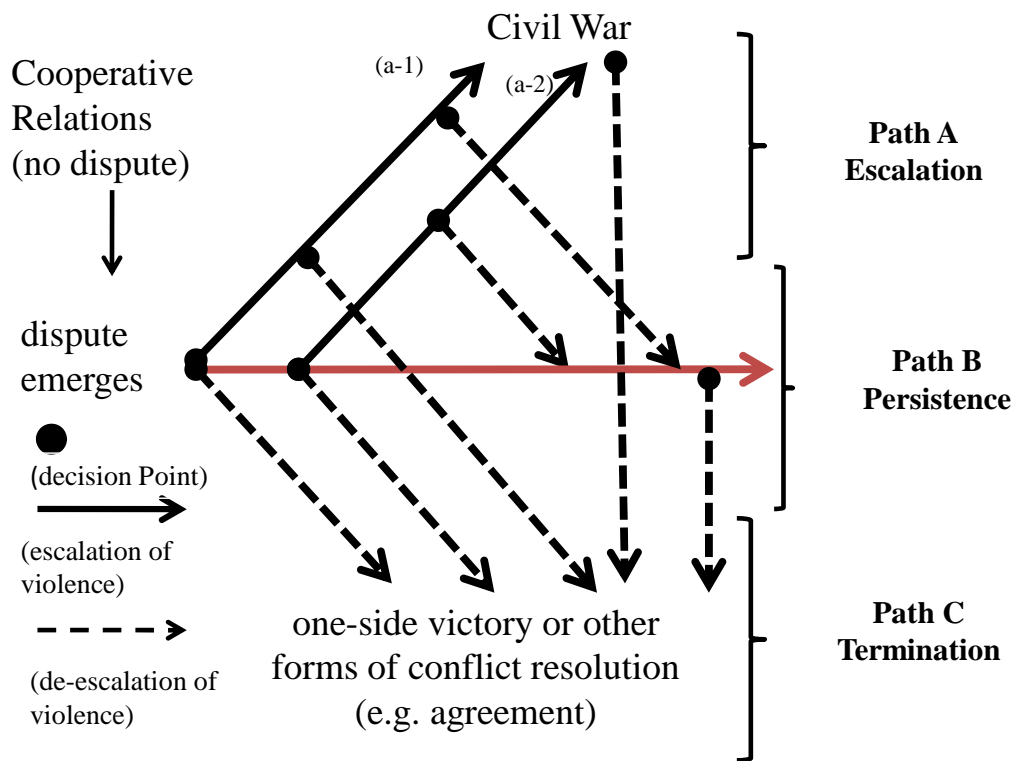 Civil War
(a-1)
(a-2)
Cooperative
Relations
(no dispute)
Path A
Escalation
dispute
emerges
Path B
Persistence
(decision Point)
(escalation of
violence)
(de-escalation of
violence)
one-side victory or other
forms of conflict resolution
(e.g. agreement)
Path C
Termination